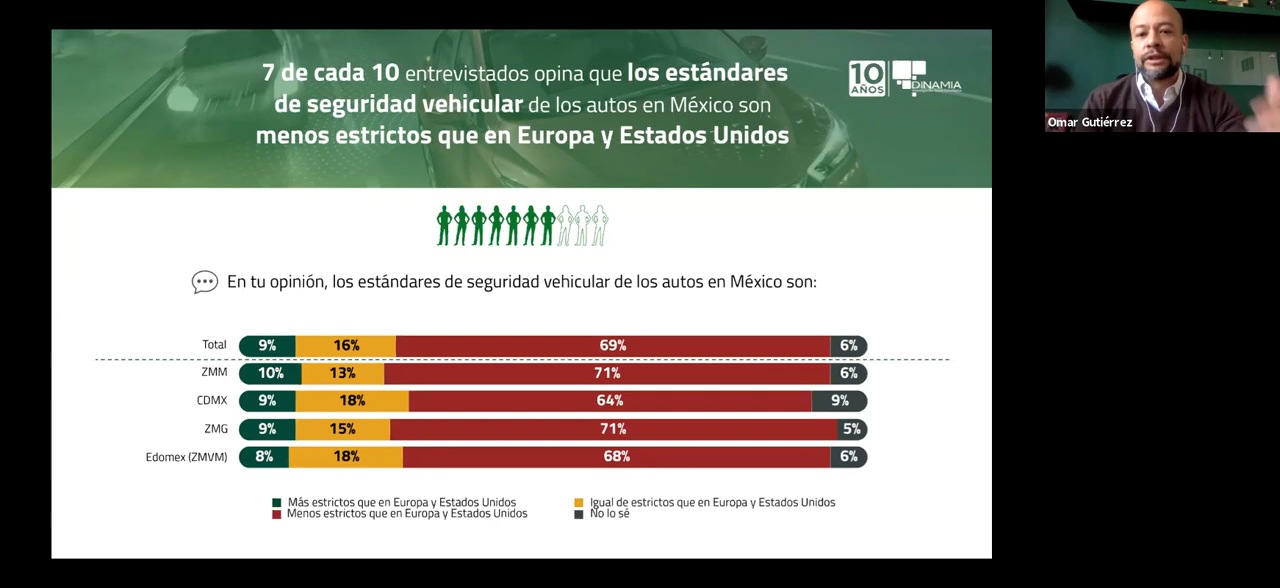 7 de cada 10 entrevistados opina que los estándares
de seguridad vehicular de los autos en México son
menos estrictos que en Europa y Estados Unidos
10
AÑOS
DINAMIA
Omar Gutiérrez
En tu opinión, los estándares de seguridad vehicular de los autos en México son:
Total 9% 16% 69% 6%
ZMM 10% 13% 71% 6%
CDMX 9% 18% 64% 9%
ZMG 9% 15% 71% 5%
Edomex (ZMVM) 8% 18% 68% 6%
Más estrictos que en Europa y Estados Unidos Igual de estrictos que en Europa y Estados Unidos
Menos estrictos que en Europa y Estados Unidos No lo sé